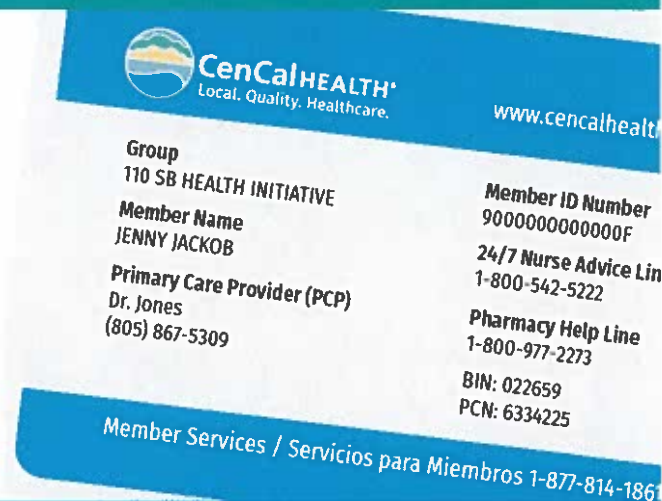 CenCalHEALTH®
Local. Quality. Healthcare.
www.cencalhealth
Group
110 SB HEALTH INITIATIVE
Member Name
JENNY JACKOB
Primary Care Provider (PCP)
Dr. Jones
(805) 867-5309
Member ID Number
9000000000000F
24/7 Nurse Advice Lin
1-800-542-5222
Pharmacy Help Line
1-800-977-2273
BIN: 022659
PCN: 6334225
Member Services / Servicios para Miembros 1-877-814-1861